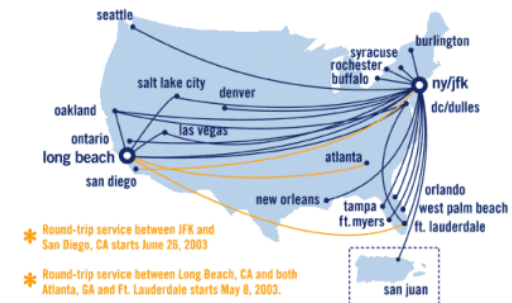 seattle
burlington
syracuse
rochester
buffalo
ny/jfk
salt lake city
denver
dc/dulles
oakland
las vegas
ontario
long beach
atlanta
san diego
new orleans
orlando
tampa
west palm beach
ft.myers
ft. lauderdale
* Round-trip service between JFK and
San Diego, CA starts June 26, 2003
* Round-trip service between Long Beach, CA and both
Atlanta, GA and Ft. Lauderdale starts May 8, 2003.
san juan